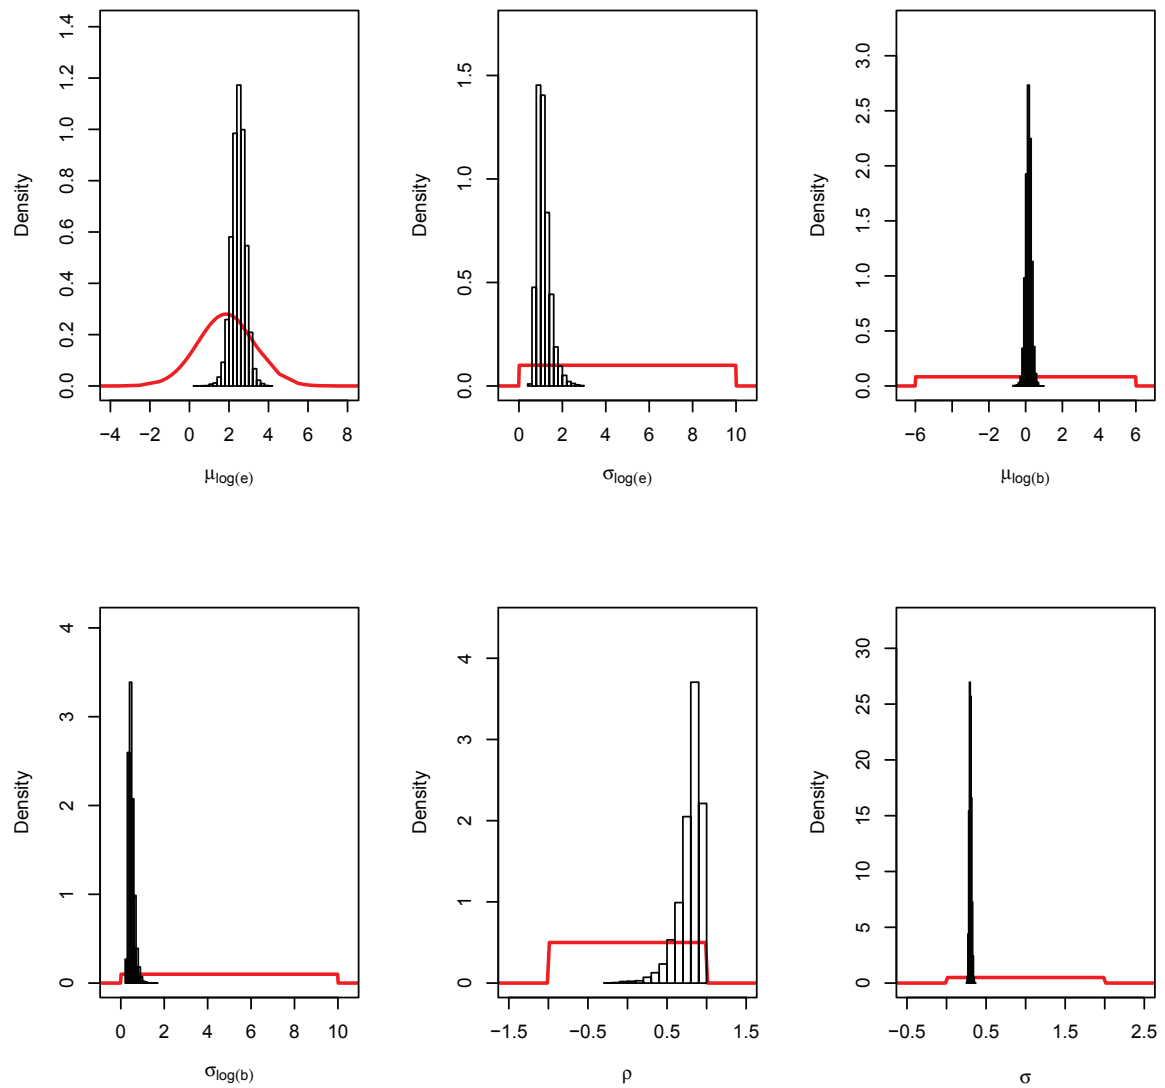 Density
0.0 0.2 0.4 0.6 0.8 1.0 1.2 1.4
−4 −2 0 2 4 6 8
μlog(e)
Density
0.0 0.5 1.0 1.5
0 2 4 6 8 10
σlog(e)
Density
0.0 0.5 1.0 1.5 2.0 2.5 3.0
−6 −2 0 2 4 6
μlog(b)
Density
0 1 2 3 4
0 2 4 6 8 10
σlog(b)
Density
0 1 2 3 4
−1.5 −0.5 0.5 1.5
ρ
Density
0 5 10 15 20 25 30
−0.5 0.5 1.5 2.5
σ